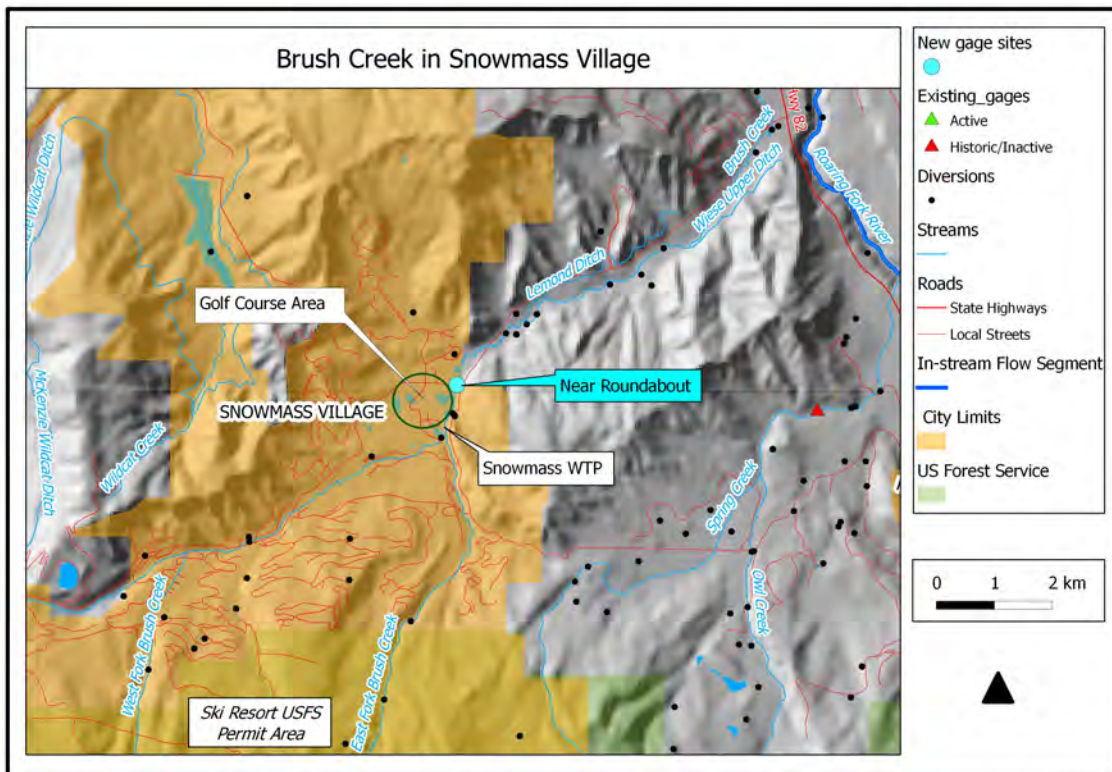 Brush Creek in Snowmass Village
Hwy 82
Brush Creek
Roaring Fork River
Wiese Upper Ditch
Lemond Ditch
Wildcat Ditch
Golf Course Area
Near Roundabout
SNOWMASS VILLAGE
Mckenzie Wildcat Ditch
Wildcat Creek
Snowmass WTP
Spring Creek
Owl Creek
West Fork Brush Creek
East Fork Brush Creek
Ski Resort USFS
Permit Area
New gage sites
Existing_gages
Active
Historic/Inactive
Diversions
Streams
Roads
State Highways
Local Streets
In-stream Flow Segment
City Limits
US Forest Service
0 1 2 km